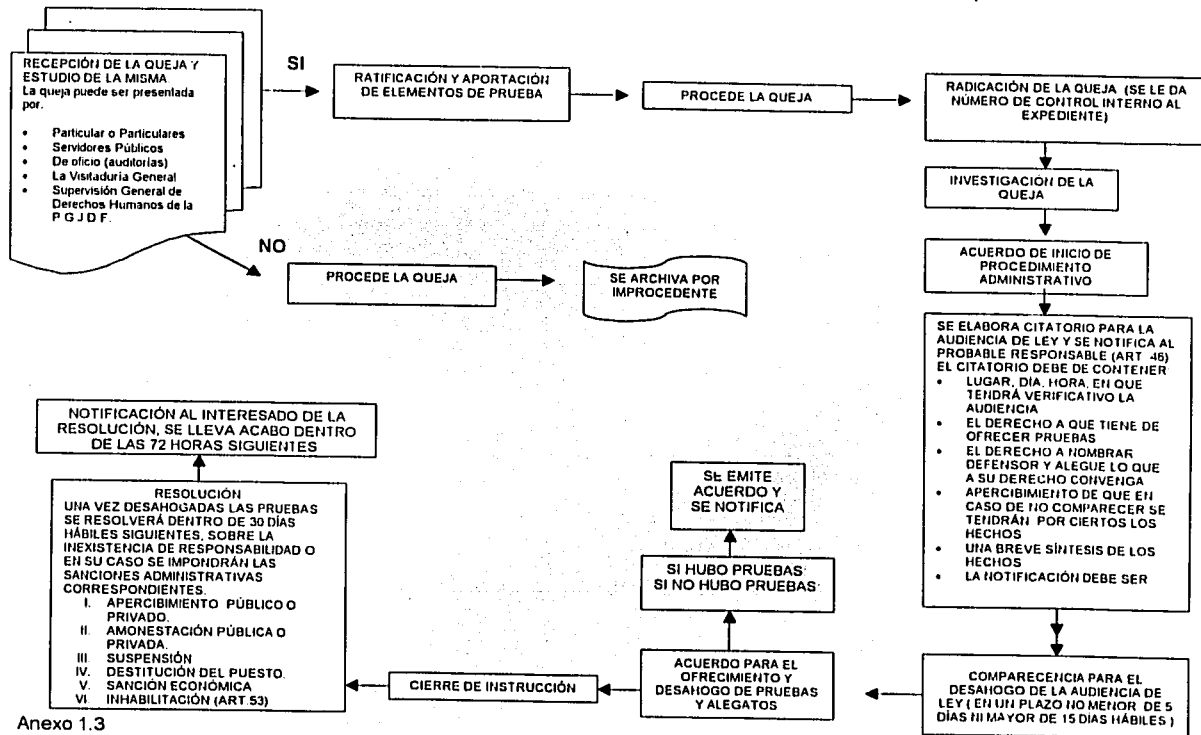 RECEPCIÓN DE LA QUEJA Y
ESTUDIO DE LA MISMA.
La queja puede ser presentada
por.
• Particular o Particulares
• Servidores Públicos
• De oficio (auditorías)
• La Visitaduría General
• Supervisión General de
Derechos Humanos de la
P G J D F.
SI
RATIFICACIÓN Y APORTACIÓN
DE ELEMENTOS DE PRUEBA
PROCEDE LA QUEJA
RADICACIÓN DE LA QUEJA (SE LE DA
NÚMERO DE CONTROL INTERNO AL
EXPEDIENTE)
INVESTIGACIÓN DE LA
QUEJA
ACUERDO DE INICIO DE
PROCEDIMIENTO
ADMINISTRATIVO
NO
PROCEDE LA QUEJA
SE ARCHIVA POR
IMPROCEDENTE
SE ELABORA CITATORIO PARA LA
AUDIENCIA DE LEY Y SE NOTIFICA AL
PROBABLE RESPONSABLE (ART. 46)
EL CITATORIO DEBE DE CONTENER
• LUGAR, DÍA, HORA, EN QUE
TENDRÁ VERIFICATIVO LA
AUDIENCIA
• EL DERECHO A QUE TIENE DE
OFRECER PRUEBAS
• EL DERECHO A NOMBRAR
DEFENSOR Y ALEGUE LO QUE
A SU DERECHO CONVENGA
• APERCIBIMIENTO DE QUE EN
CASO DE NO COMPARECER SE
TENDRÁN POR CIERTOS LOS
HECHOS
• UNA BREVE SÍNTESIS DE LOS
HECHOS
• LA NOTIFICACIÓN DEBE SER
COMPARECENCIA PARA EL
DESAHOGO DE LA AUDIENCIA DE
LEY ( EN UN PLAZO NO MENOR DE 5
DÍAS NI MAYOR DE 15 DÍAS HÁBILES )
ACUERDO PARA EL
OFRECIMIENTO Y
DESAHOGO DE PRUEBAS
Y ALEGATOS
SI HUBO PRUEBAS
SI NO HUBO PRUEBAS
SE EMITE
ACUERDO Y
SE NOTIFICA
CIERRE DE INSTRUCCIÓN
RESOLUCIÓN
UNA VEZ DESAHOGADAS LAS PRUEBAS
SE RESOLVERÁ DENTRO DE 30 DÍAS
HÁBILES SIGUIENTES, SOBRE LA
INEXISTENCIA DE RESPONSABILIDAD O
EN SU CASO SE IMPONDRÁN LAS
SANCIONES ADMINISTRATIVAS
CORRESPONDIENTES.
I. APERCIBIMIENTO PÚBLICO O
PRIVADO.
II. AMONESTACIÓN PÚBLICA O
PRIVADA.
III. SUSPENSIÓN
IV. DESTITUCIÓN DEL PUESTO.
V. SANCIÓN ECONÓMICA
VI. INHABILITACIÓN (ART.53)
NOTIFICACIÓN AL INTERESADO DE LA
RESOLUCIÓN, SE LLEVA ACABO DENTRO
DE LAS 72 HORAS SIGUIENTES
Anexo 1.3